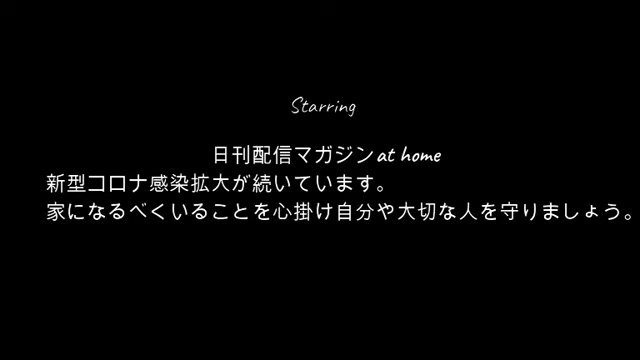 Starring
日刊配信マガジンat home
新型コロナ感染拡大が続いています。
家になるべくいることを心掛け自分や大切な人を守りましょう。